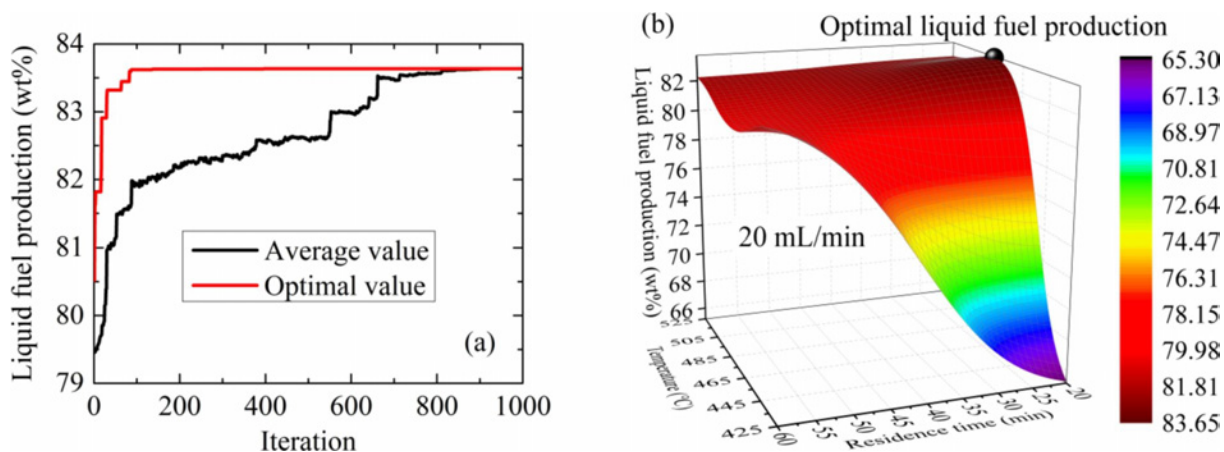 84
83
82
81
80
79
Liquid fuel production (wt%)
Average value
Optimal value
(a)
0 200 400 600 800 1000
Iteration
(b)
Optimal liquid fuel production
82
80
78
76
74
72
70
68
66
Liquid fuel production (wt%)
20 mL/min
525
505
485
465
445
425
Temperature (°C)
60 55 50 45 40 35 30 25 20
Residence time (min)
65.30
67.13
68.97
70.81
72.64
74.47
76.31
78.15
79.98
81.81
83.65